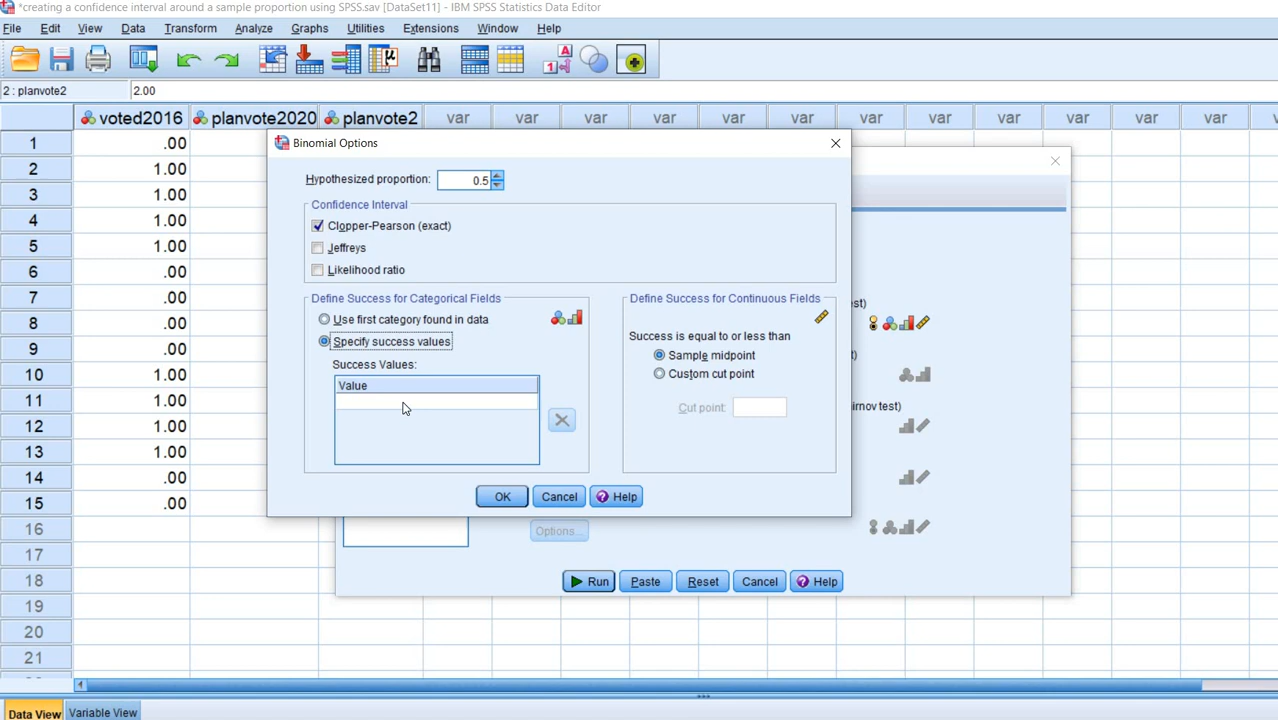 *creating a confidence interval around a sample proportion using SPSS.sav [DataSet11] - IBM SPSS Statistics Data Editor
File Edit View Data Transform Analyze Graphs Utilities Extensions Window Help
2 : planvote2 2.00
voted2016 planvote2020 planvote2 var var var var var var var var var var var var
1 .00
2 1.00
3 1.00
4 1.00
5 1.00
6 .00
7 .00
8 .00
9 .00
10 1.00
11 1.00
12 1.00
13 1.00
14 .00
15 .00
16
17
18
19
20
21
Binomial Options
Hypothesized proportion: 0.5
Confidence Interval
Clopper-Pearson (exact)
Jeffreys
Likelihood ratio
Define Success for Categorical Fields
Use first category found in data
Specify success values
Success Values:
Value
Define Success for Continuous Fields
Success is equal to or less than
Sample midpoint
Custom cut point
Cut point:
OK Cancel Help
st)
)
irnov test)
Options...
Run Paste Reset Cancel Help
Data View Variable View